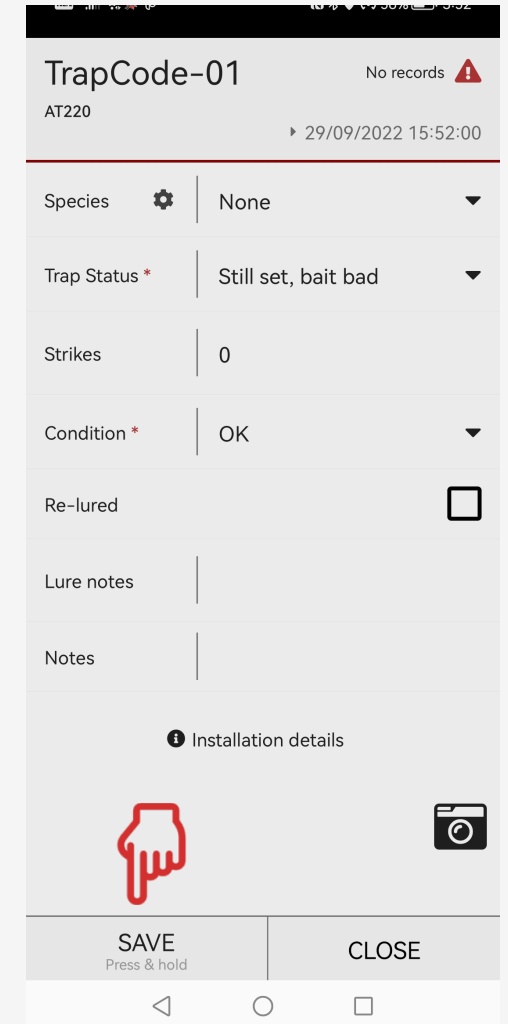 TrapCode-01
No records
AT220
29/09/2022 15:52:00
Species
None
Trap Status *
Still set, bait bad
Strikes
0
Condition *
OK
Re-lured
Lure notes
Notes
Installation details
SAVE
Press & hold
CLOSE